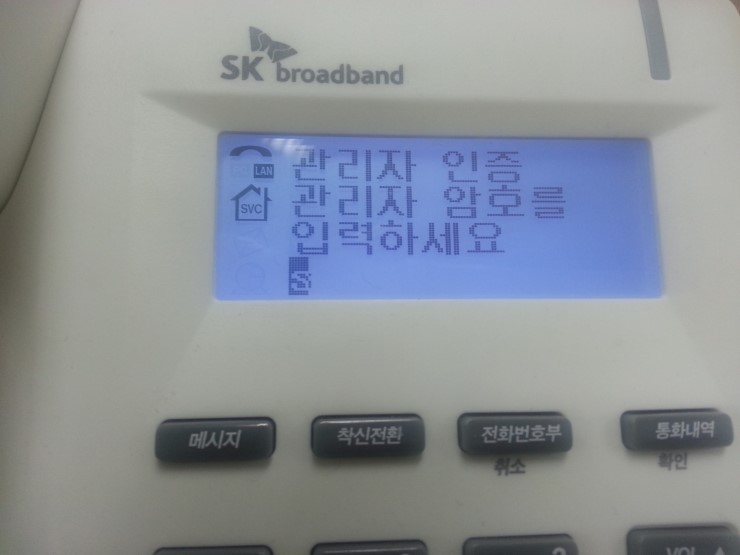 SK broadband
LAN
관리자 인증
SVC
관리자 암호를
입력하세요
s
메시지
착신전환
전화번호부
통화내역
취소
확인